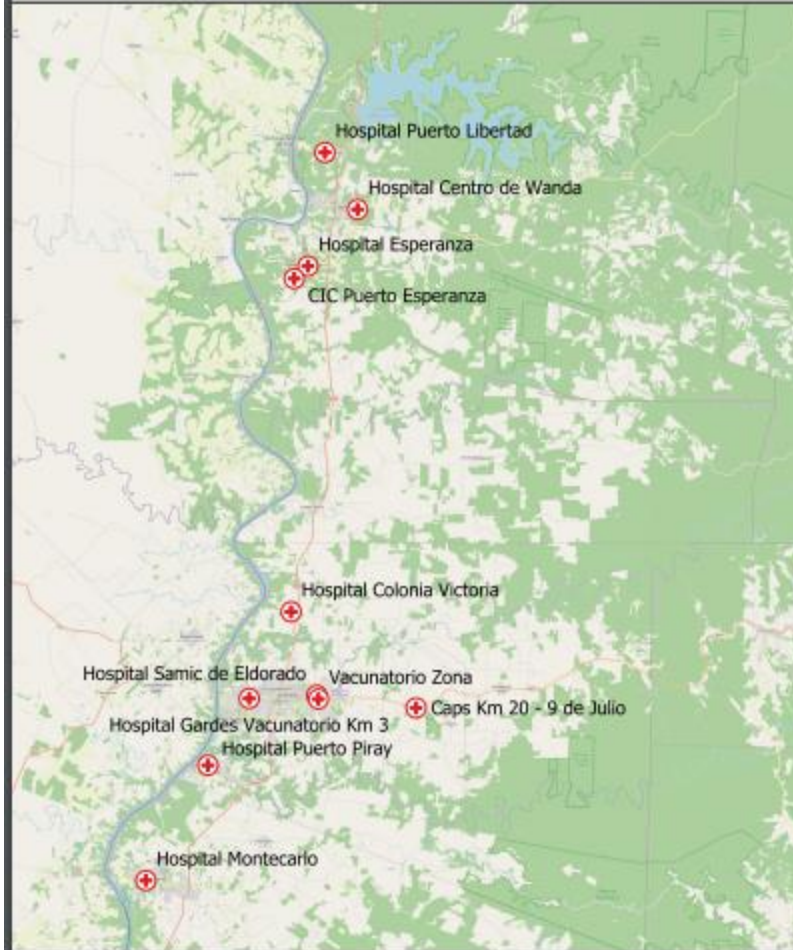 Hospital Puerto Libertad
Hospital Centro de Wanda
Hospital Esperanza
CIC Puerto Esperanza
Hospital Colonia Victoria
Hospital Samic de Eldorado
Vacunatorio Zona
Caps Km 20 - 9 de Julio
Hospital Gardes Vacunatorio Km 3
Hospital Puerto Piray
Hospital Montecarlo